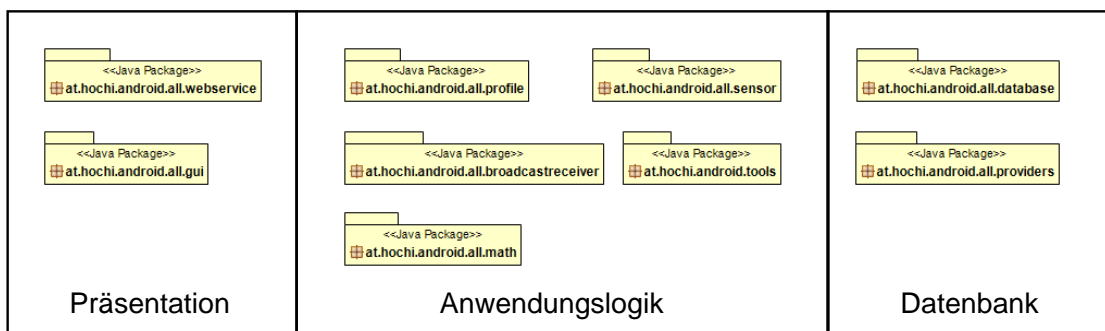 <<Java Package>>
at.hochi.android.all.webservice
<<Java Package>>
at.hochi.android.all.gui
Präsentation
<<Java Package>>
at.hochi.android.all.profile
<<Java Package>>
at.hochi.android.all.sensor
<<Java Package>>
at.hochi.android.all.broadcastreceiver
<<Java Package>>
at.hochi.android.tools
<<Java Package>>
at.hochi.android.all.math
Anwendungslogik
<<Java Package>>
at.hochi.android.all.database
<<Java Package>>
at.hochi.android.all.providers
Datenbank